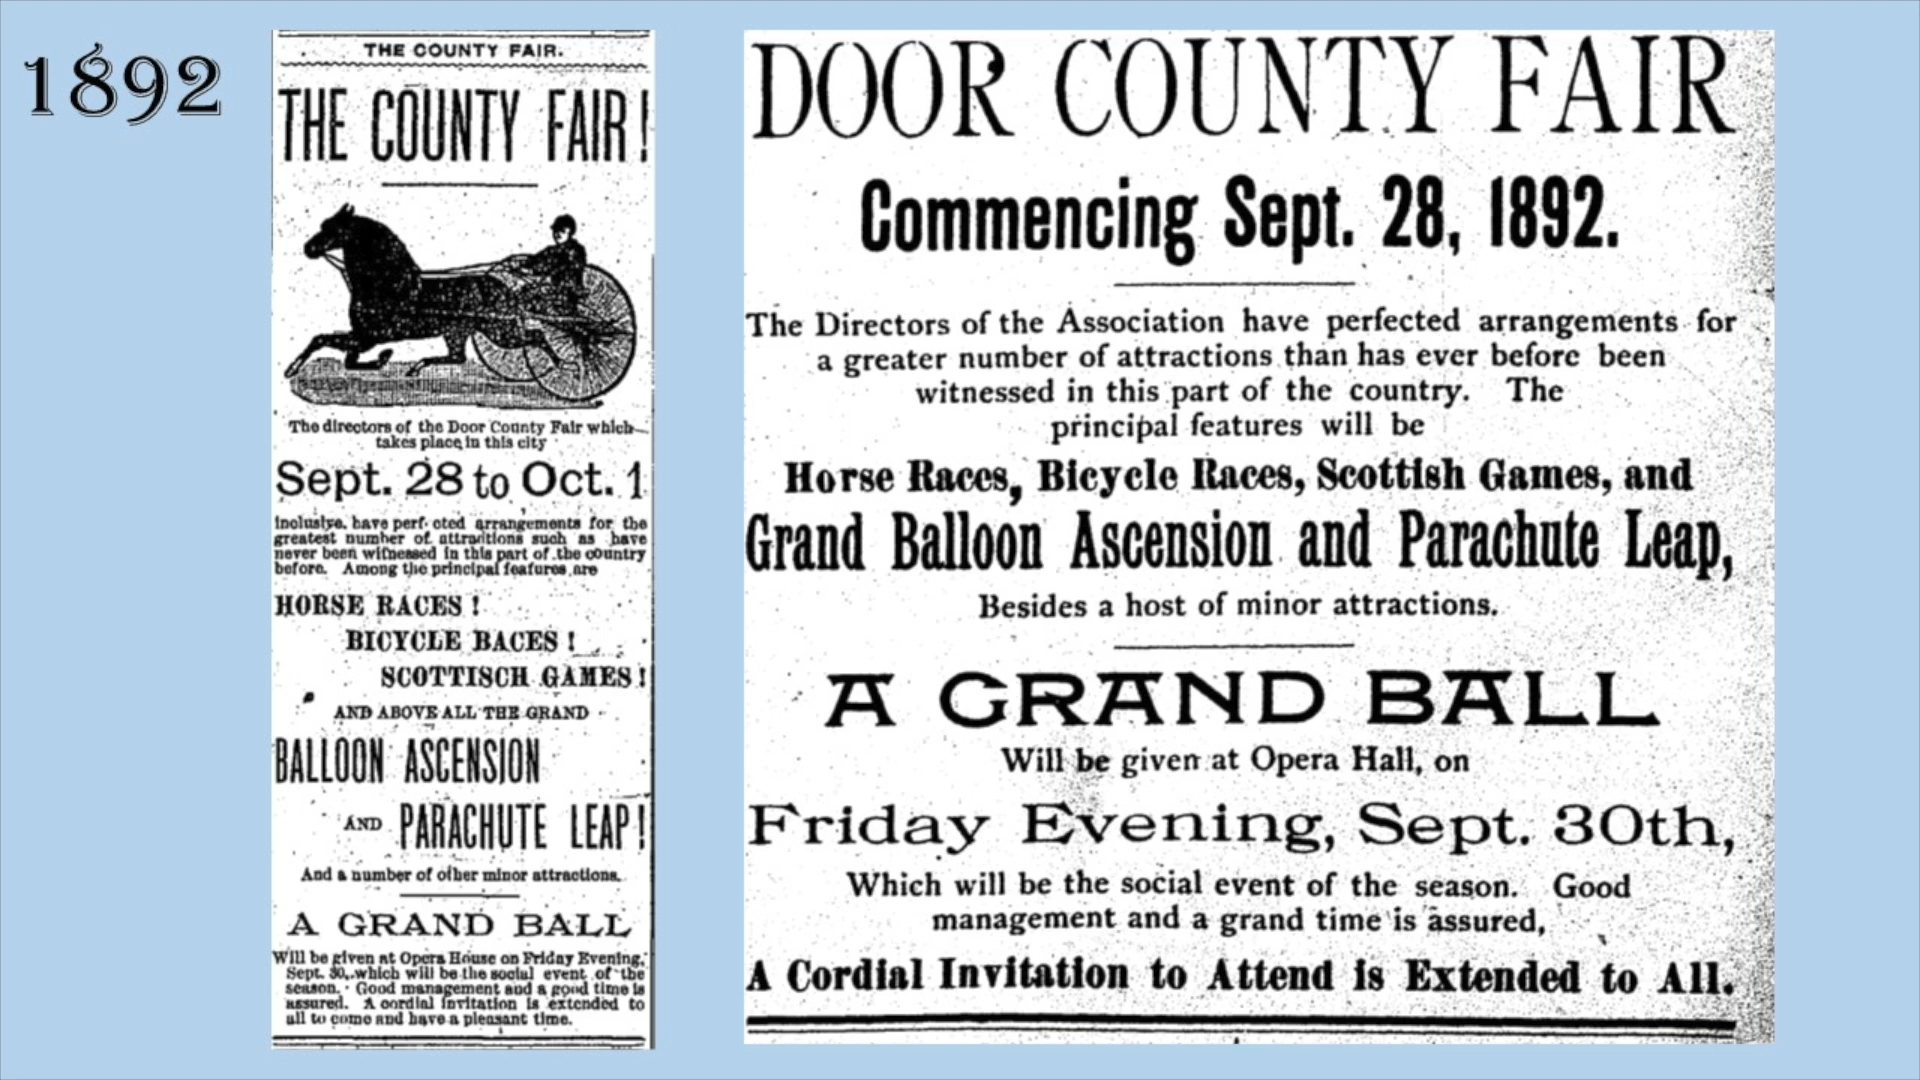 1892
THE COUNTY FAIR.
THE COUNTY FAIR!
The directors of the Door County Fair which
takes place in this city
Sept. 28 to Oct. 1
inclusive, have perfected arrangements for the
greatest number of attractions such as have
never been witnessed in this part of the country
before. Among the principal features are
HORSE RACES!
BICYCLE BACES!
SCOTTISCH GAMES!
AND ABOVE ALL THE GRAND
BALLOON ASCENSION
AND PARACHUTE LEAP!
And a number of other minor attractions.
A GRAND BALL
Will be given at Opera House on Friday Evening,
Sept. 30, which will be the social event of the
season. Good management and a good time is
assured. A cordial invitation is extended to
all to come and have a pleasant time.
DOOR COUNTY FAIR
Commencing Sept. 28, 1892.
The Directors of the Association have perfected arrangements for
a greater number of attractions than has ever before been
witnessed in this part of the country. The
principal features will be
Horse Races, Bicycle Races, Scottish Games, and
Grand Balloon Ascension and Parachute Leap,
Besides a host of minor attractions.
A GRAND BALL
Will be given at Opera Hall, on
Friday Evening, Sept. 30th,
Which will be the social event of the season. Good
management and a grand time is assured,
A Cordial Invitation to Attend is Extended to All.